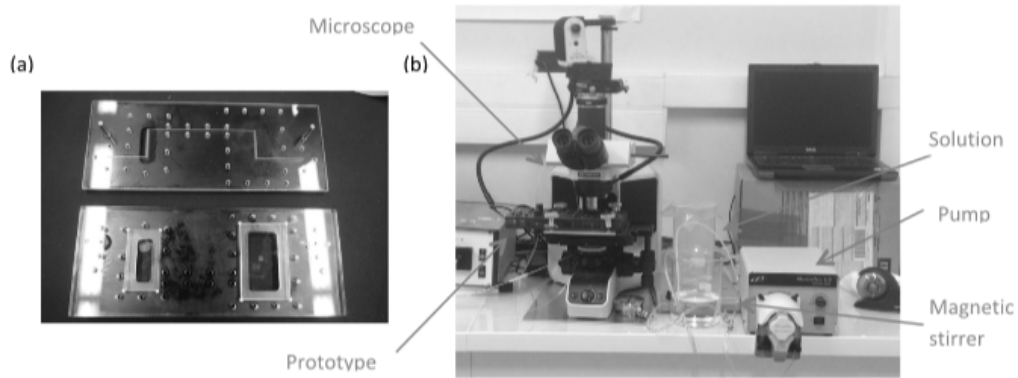 Microscope
(a)
(b)
Solution
Pump
Magnetic
stirrer
Prototype